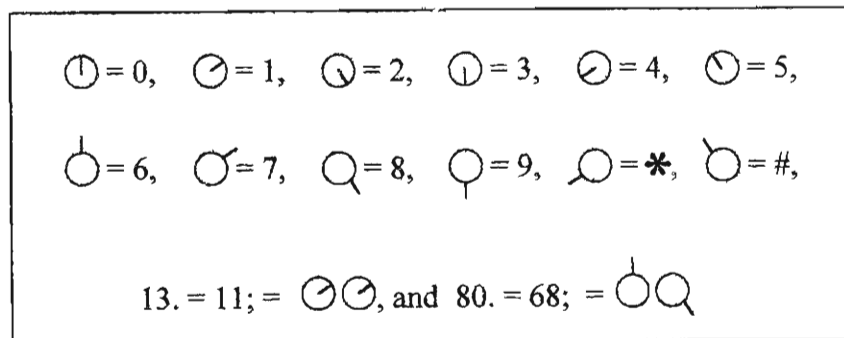 = 0, = 1, = 2, = 3, = 4, = 5,
= 6, = 7, = 8, = 9, = *, = #,
13. = 11; = , and 80. = 68; =